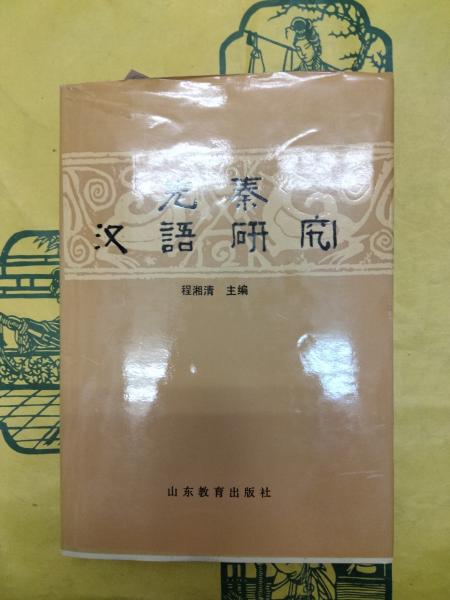 先秦
汉語研究
程湘清 主编
山东教育出版社